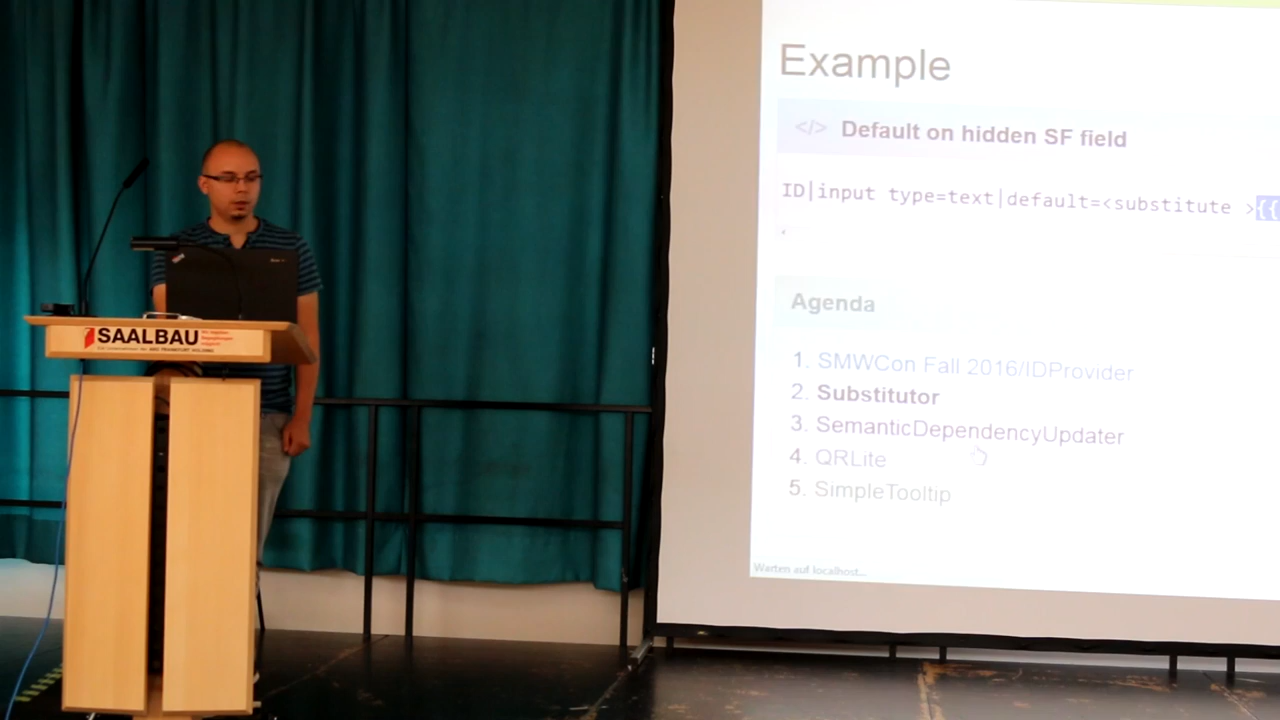 Example
</> Default on hidden SF field
ID|input type=text|default=<substitute >{{
Agenda
1. SMWCon Fall 2016/IDProvider
2. Substitutor
3. SemanticDependencyUpdater
4. QRLite
5. SimpleTooltip
Warten auf localhost...
SAALBAU